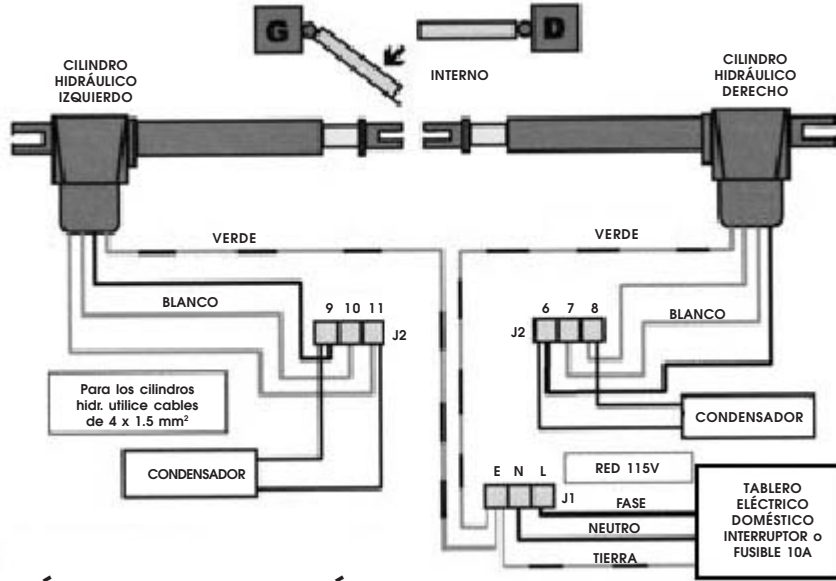 G
D
INTERNO
CILINDRO
HIDRÁULICO
IZQUIERDO
CILINDRO
HIDRÁULICO
DERECHO
VERDE
VERDE
BLANCO
9 10 11
J2
6 7 8
J2
BLANCO
Para los cilindros
hidr. utilice cables
de 4 x 1.5 mm²
CONDENSADOR
CONDENSADOR
E N L
J1
RED 115V
FASE
NEUTRO
TIERRA
TABLERO
ELÉCTRICO
DOMÉSTICO
INTERRUPTOR o
FUSIBLE 10A